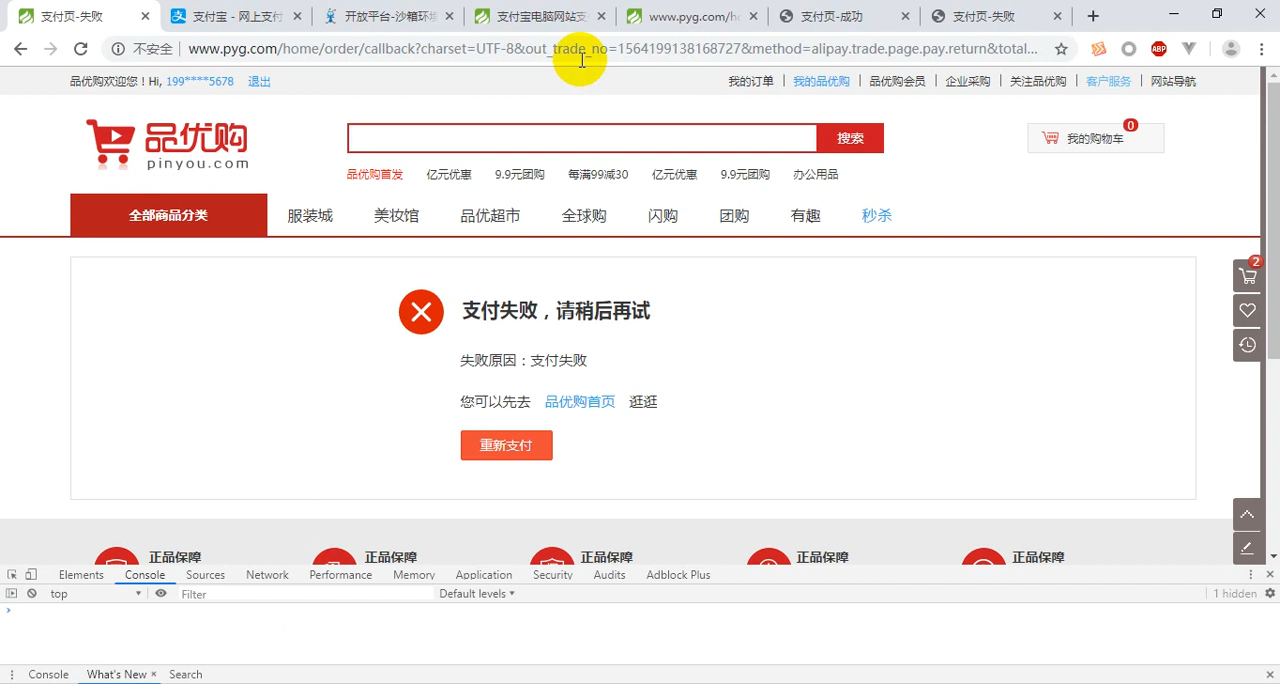 支付页-失败
支付宝 - 网上支付
开放平台-沙箱环境
支付宝电脑网站支
www.pyg.com/ho
支付页-成功
支付页-失败
不安全
www.pyg.com/home/order/callback?charset=UTF-8&out_trade_no=1564199138168727&method=alipay.trade.page.pay.return&total...
ABP
品优购欢迎您！Hi, 199****5678 退出
我的订单 我的品优购 品优购会员 企业采购 关注品优购 客户服务 网站导航
品优购
pinyou.com
搜索
我的购物车
0
品优购首发 亿元优惠 9.9元团购 每满99减30 亿元优惠 9.9元团购 办公用品
全部商品分类 服装城 美妆馆 品优超市 全球购 闪购 团购 有趣 秒杀
2
支付失败，请稍后再试
失败原因：支付失败
您可以先去 品优购首页 逛逛
重新支付
正品保障 正品保障 正品保障 正品保障 正品保障
Elements Console Sources Network Performance Memory Application Security Audits Adblock Plus
top Filter Default levels 1 hidden
Console What's New Search